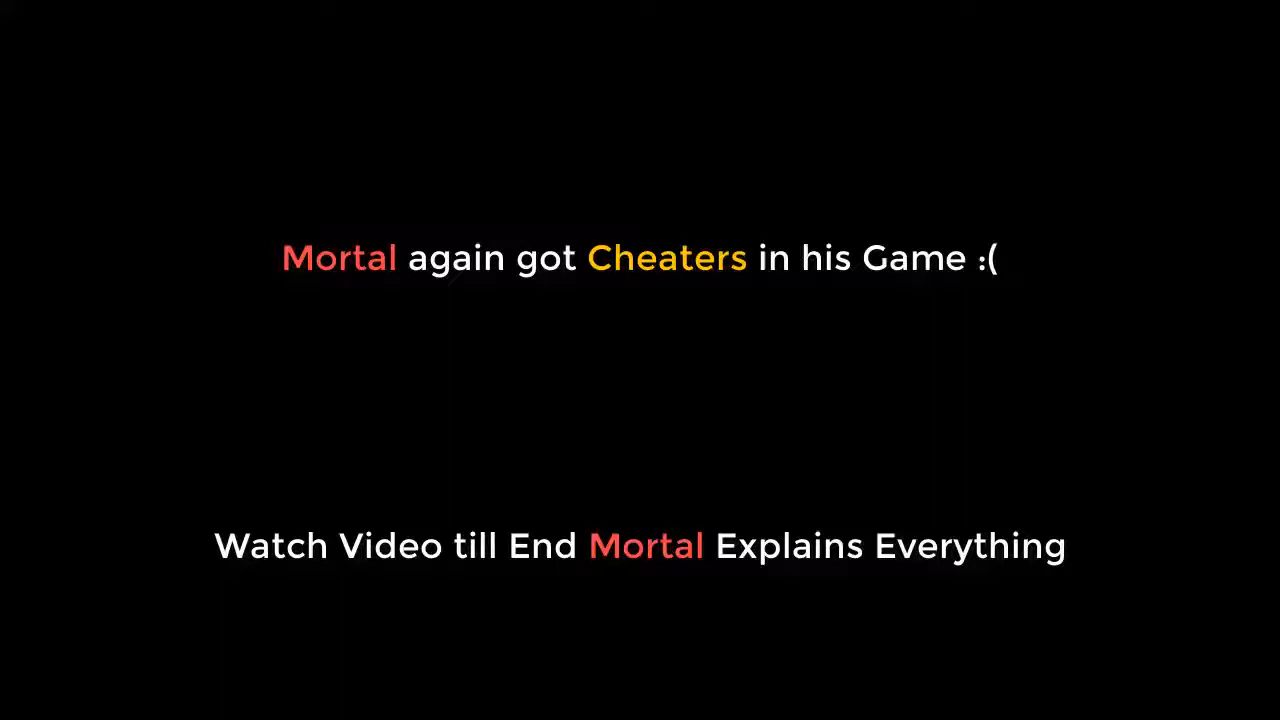 Mortal again got Cheaters in his Game :(
Watch Video till End Mortal Explains Everything